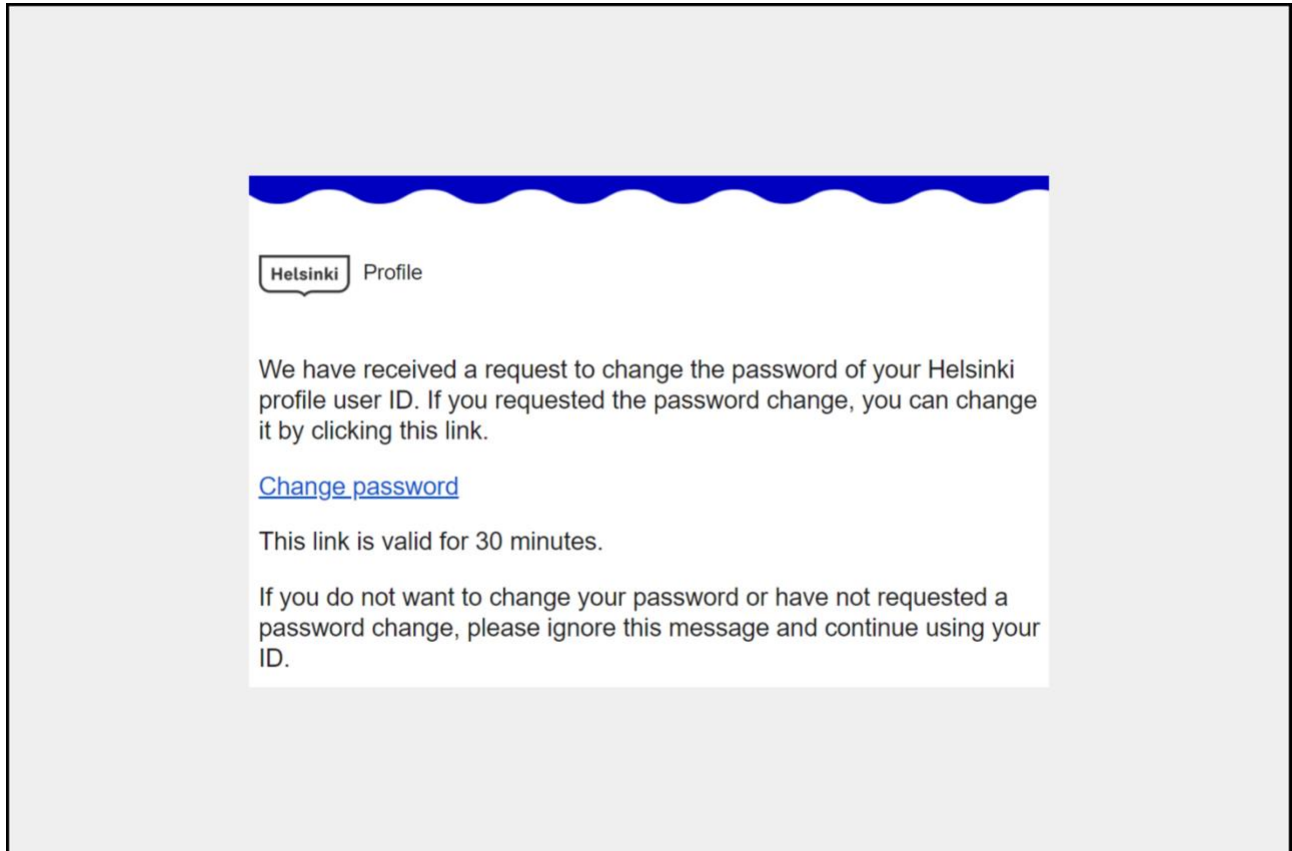 Helsinki Profile
We have received a request to change the password of your Helsinki
profile user ID. If you requested the password change, you can change
it by clicking this link.
Change password
This link is valid for 30 minutes.
If you do not want to change your password or have not requested a
password change, please ignore this message and continue using your
ID.